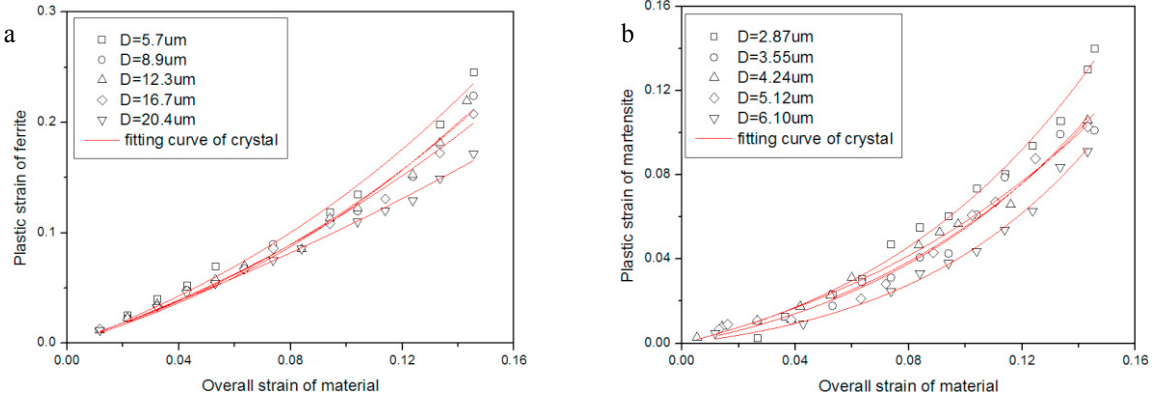 a
0.3
0.2
0.1
0.0
Plastic strain of ferrite
D=5.7um
D=8.9um
D=12.3um
D=16.7um
D=20.4um
fitting curve of crystal
0.00 0.04 0.08 0.12 0.16
Overall strain of material
b
0.16
0.12
0.08
0.04
0.00
Plastic strain of martensite
D=2.87um
D=3.55um
D=4.24um
D=5.12um
D=6.10um
fitting curve of crystal
0.00 0.04 0.08 0.12 0.16
Overall strain of material